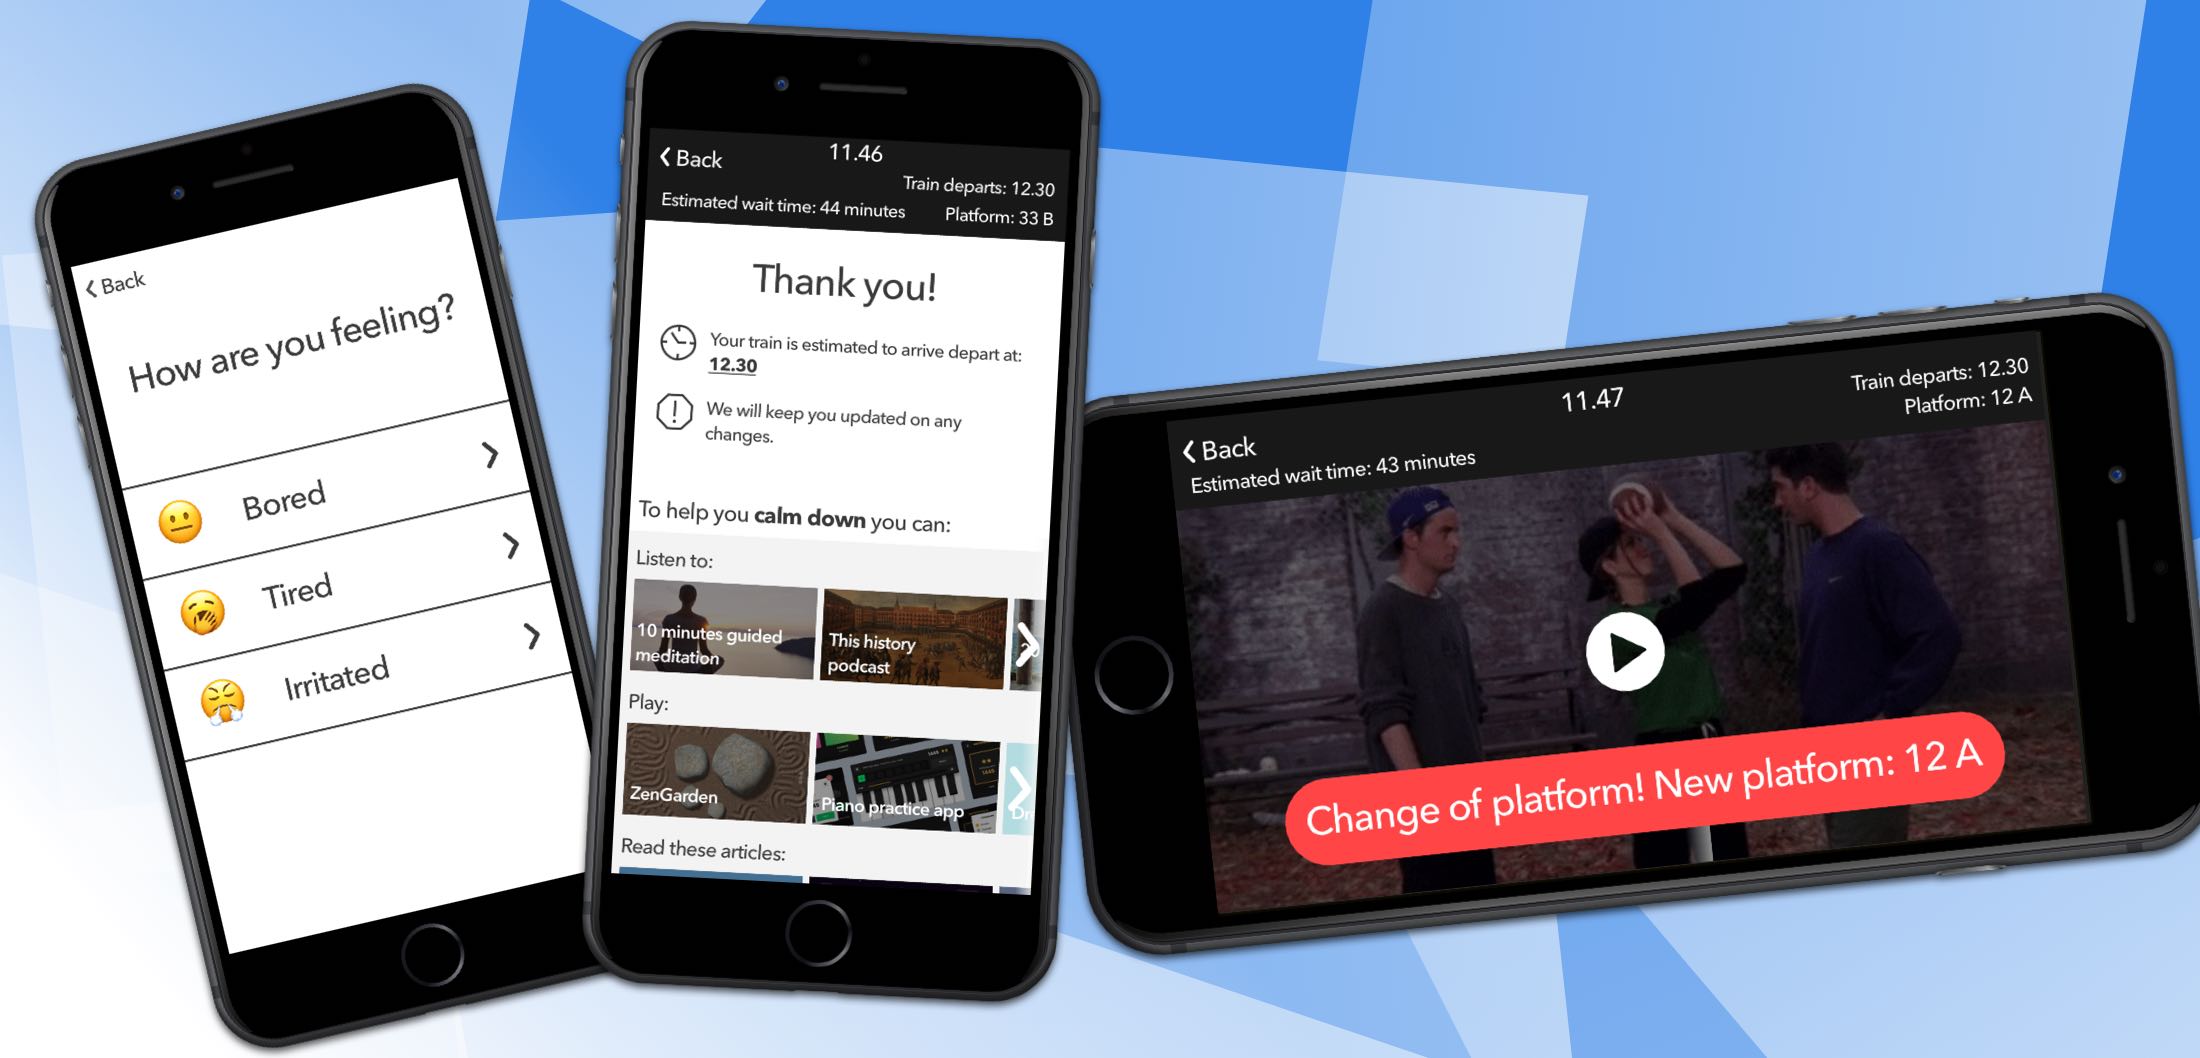 Back
How are you feeling?
Bored
Tired
Irritated
Back
11.46
Train departs: 12.30
Estimated wait time: 44 minutes
Platform: 33 B
Thank you!
Your train is estimated to arrive depart at:
12.30
We will keep you updated on any
changes.
To help you calm down you can:
Listen to:
10 minutes guided
meditation
This history
podcast
Play:
ZenGarden
Piano practice app
Read these articles:
Back
11.47
Train departs: 12.30
Platform: 12 A
Estimated wait time: 43 minutes
Change of platform! New platform: 12 A